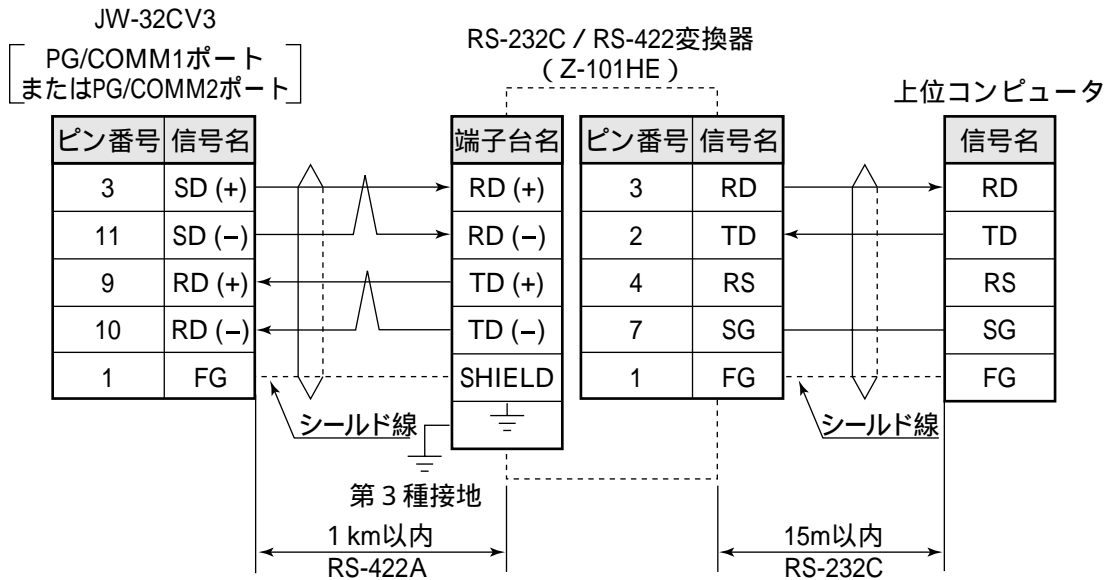 JW-32CV3
PG/COMM1ポート
またはPG/COMM2ポート
RS-232C / RS-422変換器
( Z-101HE )
上位コンピュータ
ピン番号 信号名
3 SD (+)
11 SD (−)
9 RD (+)
10 RD (−)
1 FG
端子台名
RD (+)
RD (−)
TD (+)
TD (−)
SHIELD
ピン番号 信号名
3 RD
2 TD
4 RS
7 SG
1 FG
信号名
RD
TD
RS
SG
FG
シールド線
シールド線
第3種接地
1 km以内
RS-422A
15m以内
RS-232C